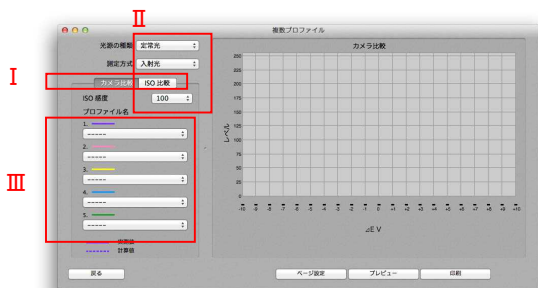 II
複数プロファイル
光源の種類 定常光
測定方式 入射光
I
カメラ比較 ISO 比較
ISO 感度 100
プロファイル名
III
1.
-----
2.
-----
3.
-----
4.
-----
5.
-----
実測値
計算値
カメラ比較
レベル
250
225
200
175
150
125
100
75
50
25
0
-10 -9 -8 -7 -6 -5 -4 -3 -2 -1 0 +1 +2 +3 +4 +5 +6 +7 +8 +9 +10
⊿E V
戻る
ページ設定 プレビュー 印刷